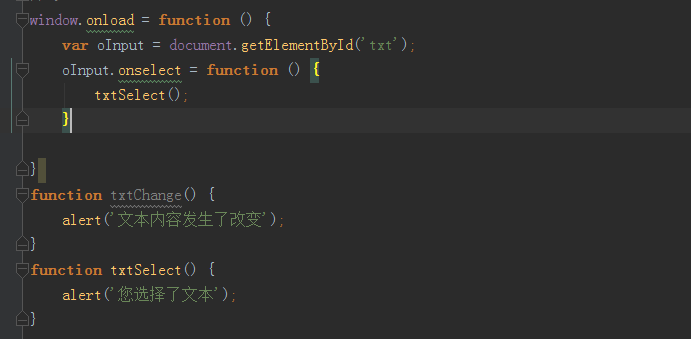 window.onload = function () {
    var oInput = document.getElementById('txt');
    oInput.onselect = function () {
        txtSelect();
    }
}
function txtChange() {
    alert('文本内容发生了改变');
}
function txtSelect() {
    alert('您选择了文本');
}